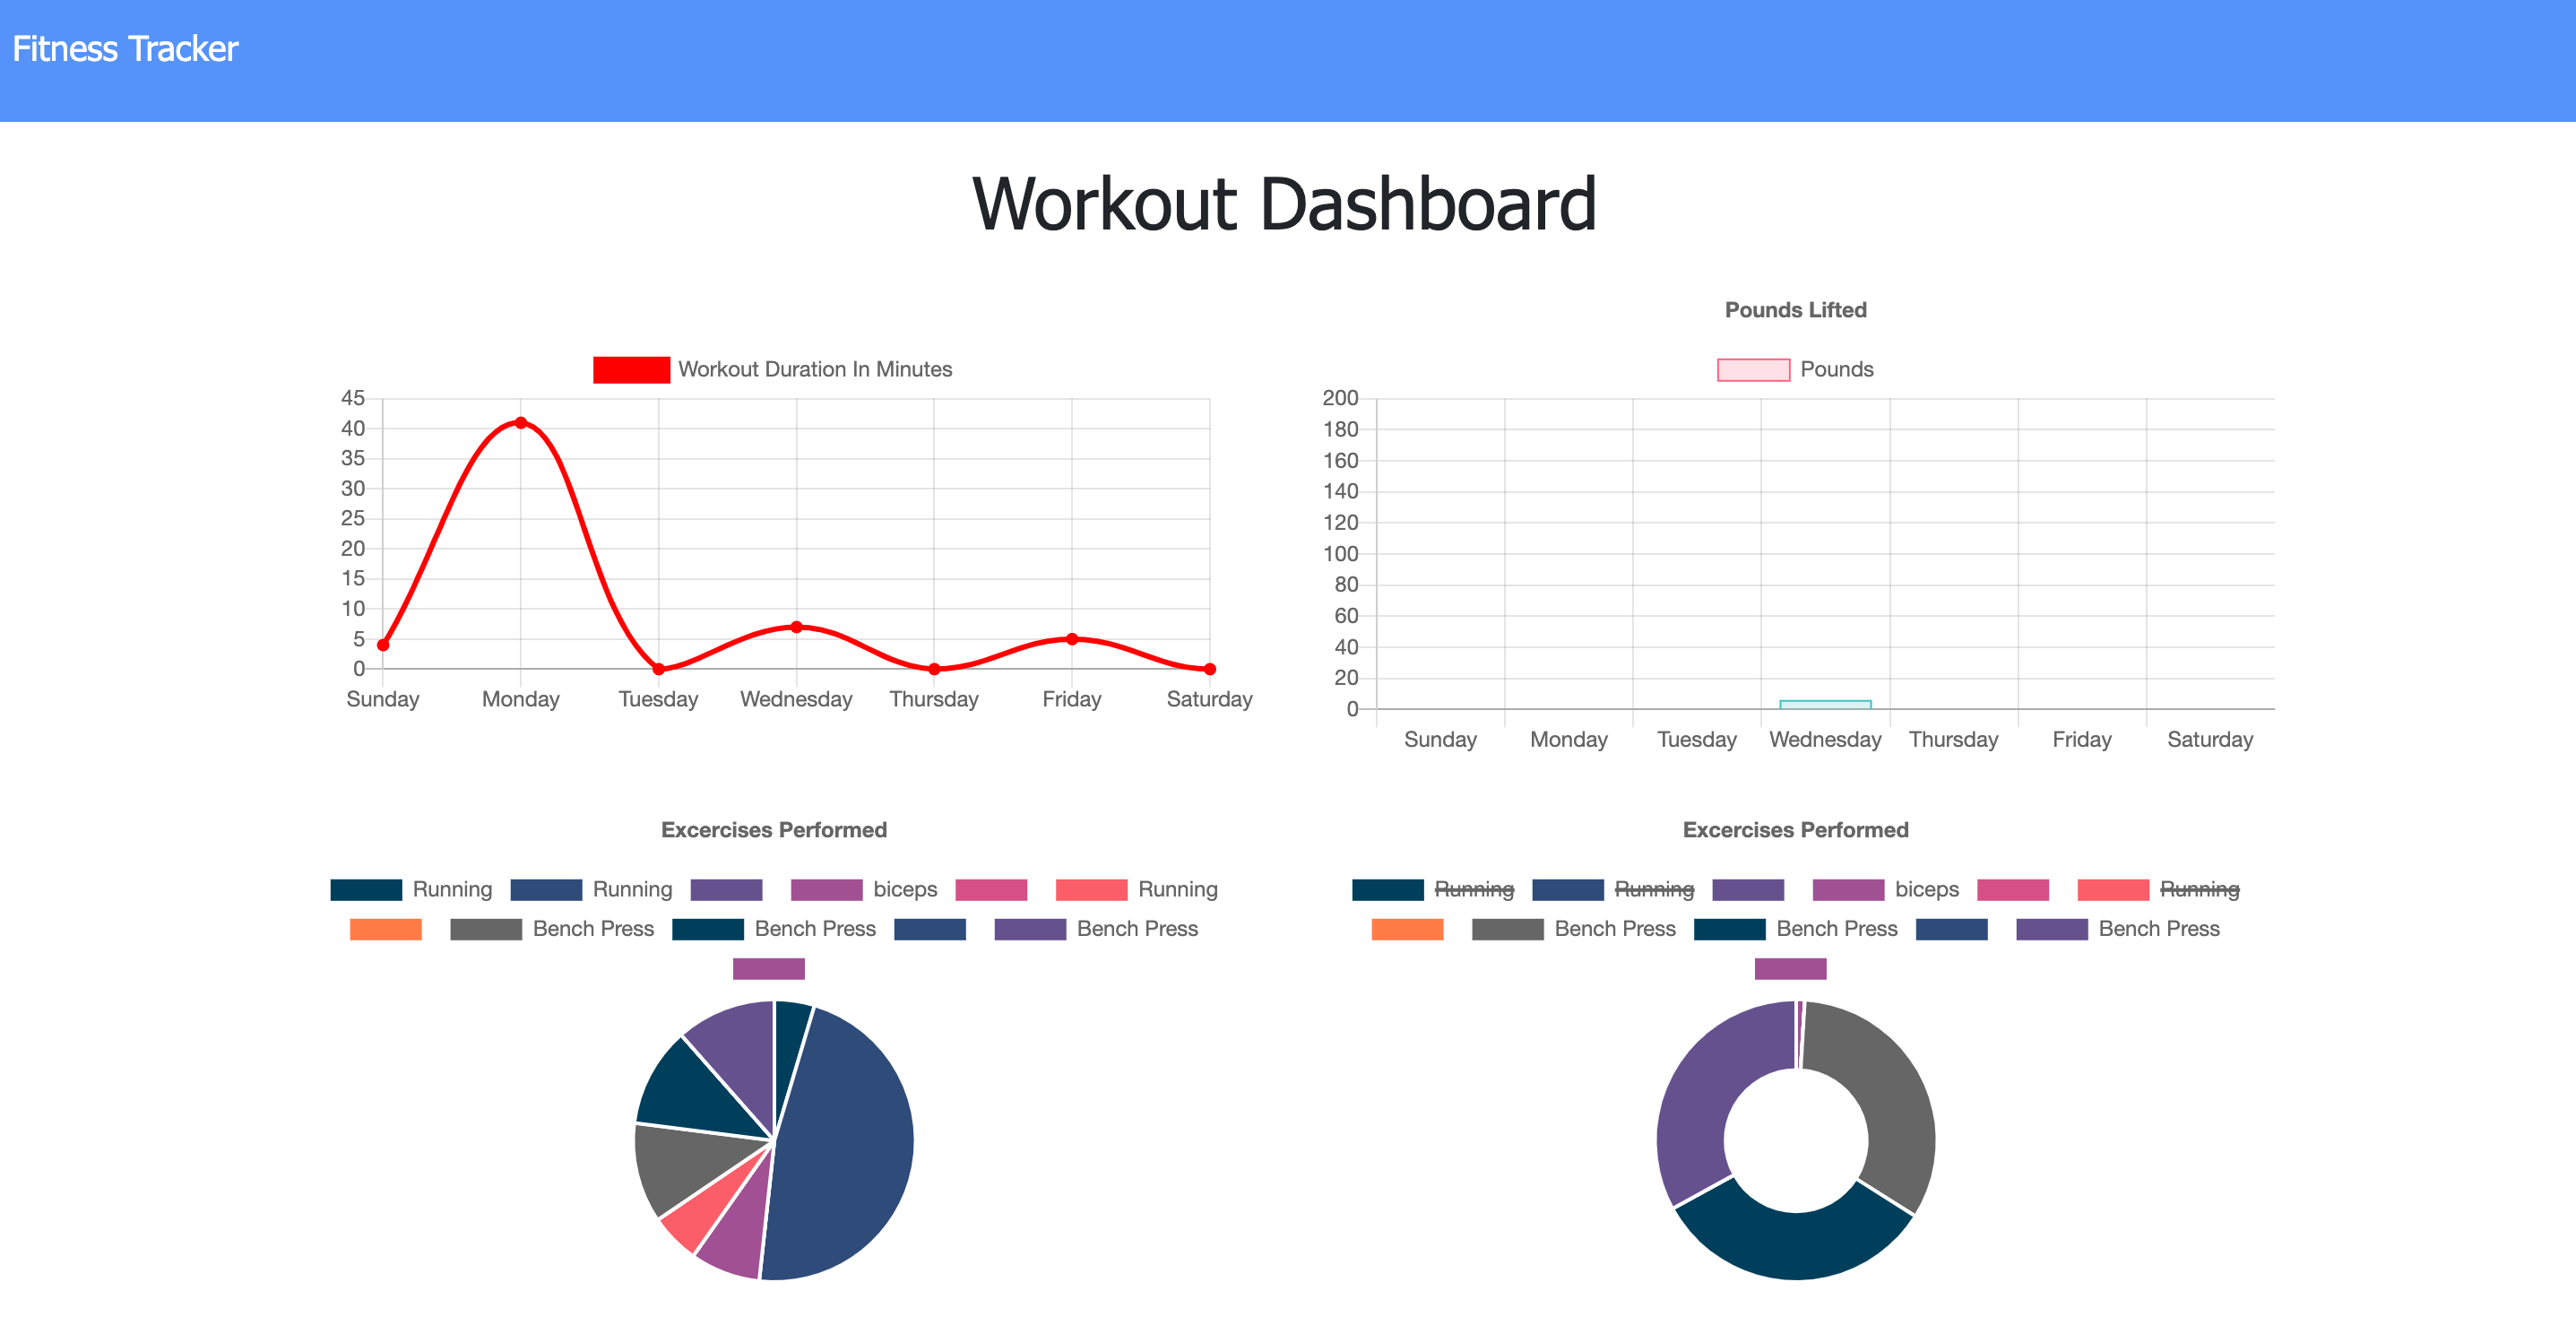 Fitness Tracker
Workout Dashboard
Workout Duration In Minutes
45
40
35
30
25
20
15
10
5
0
Sunday Monday Tuesday Wednesday Thursday Friday Saturday
Pounds Lifted
Pounds
200
180
160
140
120
100
80
60
40
20
0
Sunday Monday Tuesday Wednesday Thursday Friday Saturday
Excercises Performed
Running Running biceps Running
Bench Press Bench Press Bench Press
Excercises Performed
Running Running biceps Running
Bench Press Bench Press Bench Press